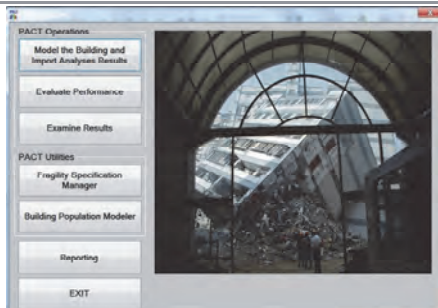 PACT Operations
Model the Building and
Import Analyses Results
Evaluate Performance
Examine Results
PACT Utilities
Fragility Specification
Manager
Building Population Modeler
Reporting
EXIT